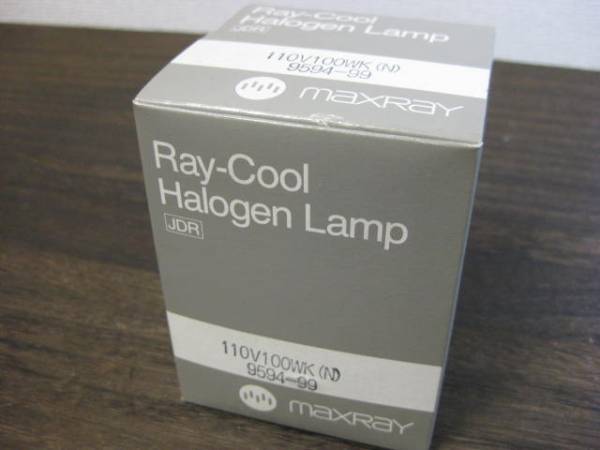 Ray-Cool
Halogen Lamp
JDR
110V100WK(N)
9594-99
maxray
Ray-Cool
Halogen Lamp
JDR
110V100WK(N)
9594-99
maxray